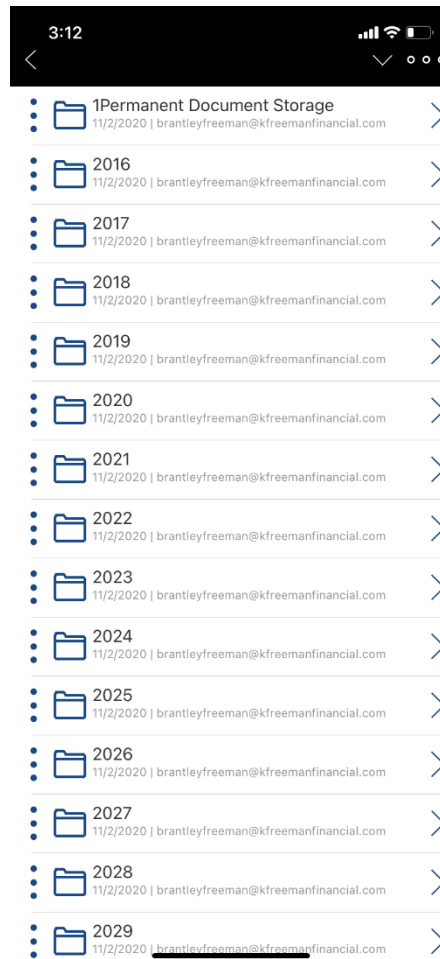 3:12
1Permanent Document Storage
11/2/2020 | brantleyfreeman@kfreemanfinancial.com
2016
11/2/2020 | brantleyfreeman@kfreemanfinancial.com
2017
11/2/2020 | brantleyfreeman@kfreemanfinancial.com
2018
11/2/2020 | brantleyfreeman@kfreemanfinancial.com
2019
11/2/2020 | brantleyfreeman@kfreemanfinancial.com
2020
11/2/2020 | brantleyfreeman@kfreemanfinancial.com
2021
11/2/2020 | brantleyfreeman@kfreemanfinancial.com
2022
11/2/2020 | brantleyfreeman@kfreemanfinancial.com
2023
11/2/2020 | brantleyfreeman@kfreemanfinancial.com
2024
11/2/2020 | brantleyfreeman@kfreemanfinancial.com
2025
11/2/2020 | brantleyfreeman@kfreemanfinancial.com
2026
11/2/2020 | brantleyfreeman@kfreemanfinancial.com
2027
11/2/2020 | brantleyfreeman@kfreemanfinancial.com
2028
11/2/2020 | brantleyfreeman@kfreemanfinancial.com
2029
11/2/2020 | brantleyfreeman@kfreemanfinancial.com